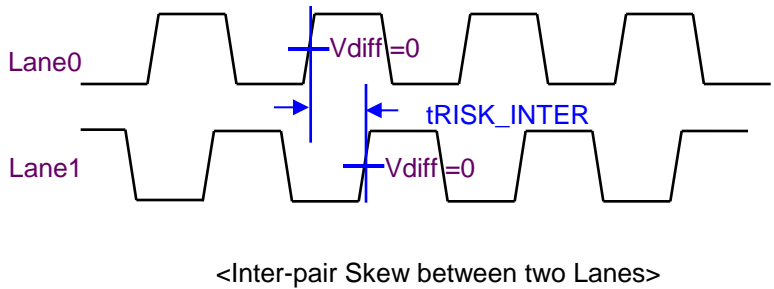 Lane0
Vdiff =0
tRISK_INTER
Lane1
Vdiff =0
<Inter-pair Skew between two Lanes>